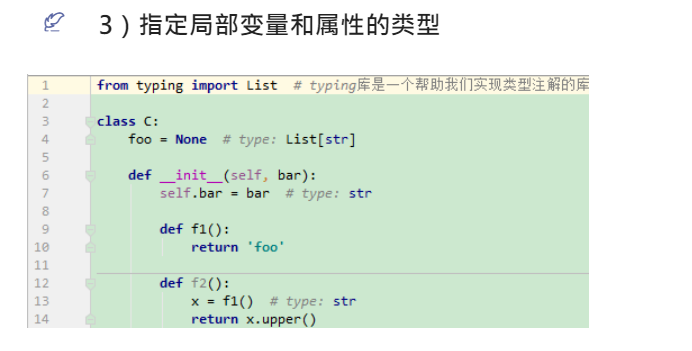 3）指定局部变量和属性的类型
1 from typing import List # typing库是一个帮助我们实现类型注解的库
2
3 class C:
4 foo = None # type: List[str]
5
6 def __init__(self, bar):
7 self.bar = bar # type: str
8
9 def f1():
10 return 'foo'
11
12 def f2():
13 x = f1() # type: str
14 return x.upper()